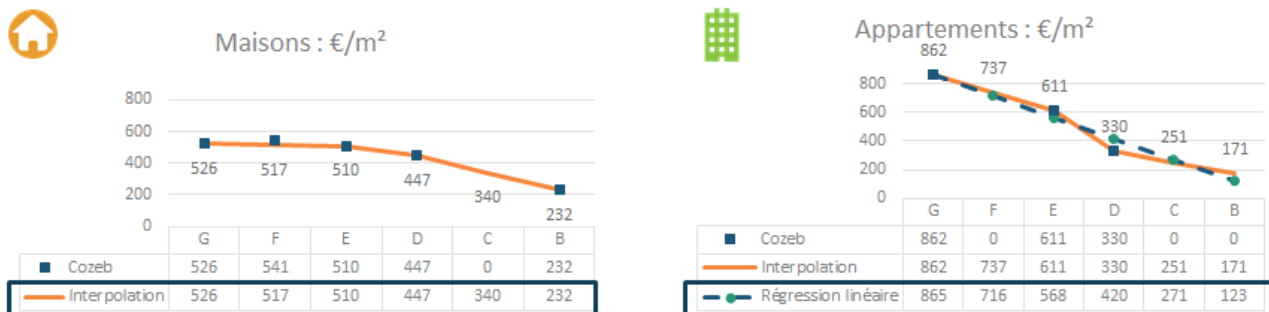 Maisons : €/m²
800
600
400
200
0
526
517
510
447
340
232
G F E D C B
Cozeb 526 541 510 447 0 232
Interpolation 526 517 510 447 340 232
Appartements : €/m²
862
737
611
330
251
171
800
600
400
200
0
G F E D C B
Cozeb 862 0 611 330 0 0
Interpolation 862 737 611 330 251 171
Régression linéaire 865 716 568 420 271 123